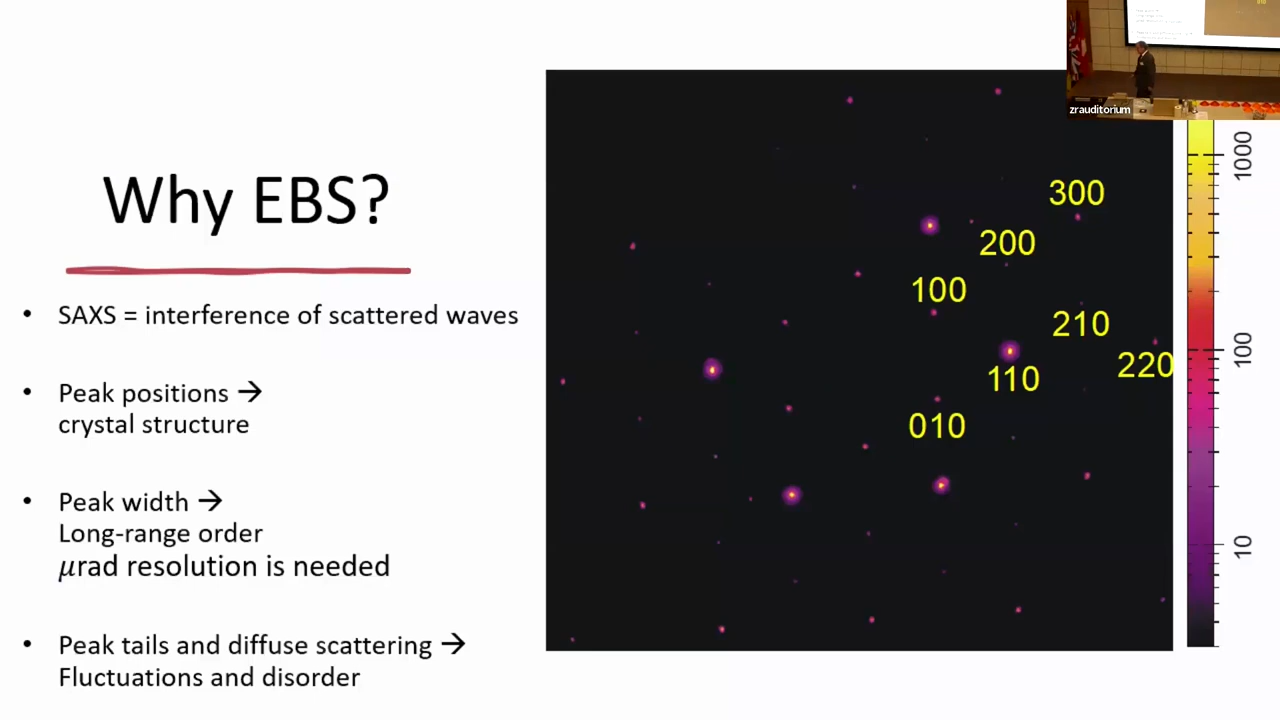 zrauditorium
Why EBS?
• SAXS = interference of scattered waves
• Peak positions →
crystal structure
• Peak width →
Long-range order
𝜇rad resolution is needed
• Peak tails and diffuse scattering →
Fluctuations and disorder
300
200
100
210
220
110
010
1000
100
10